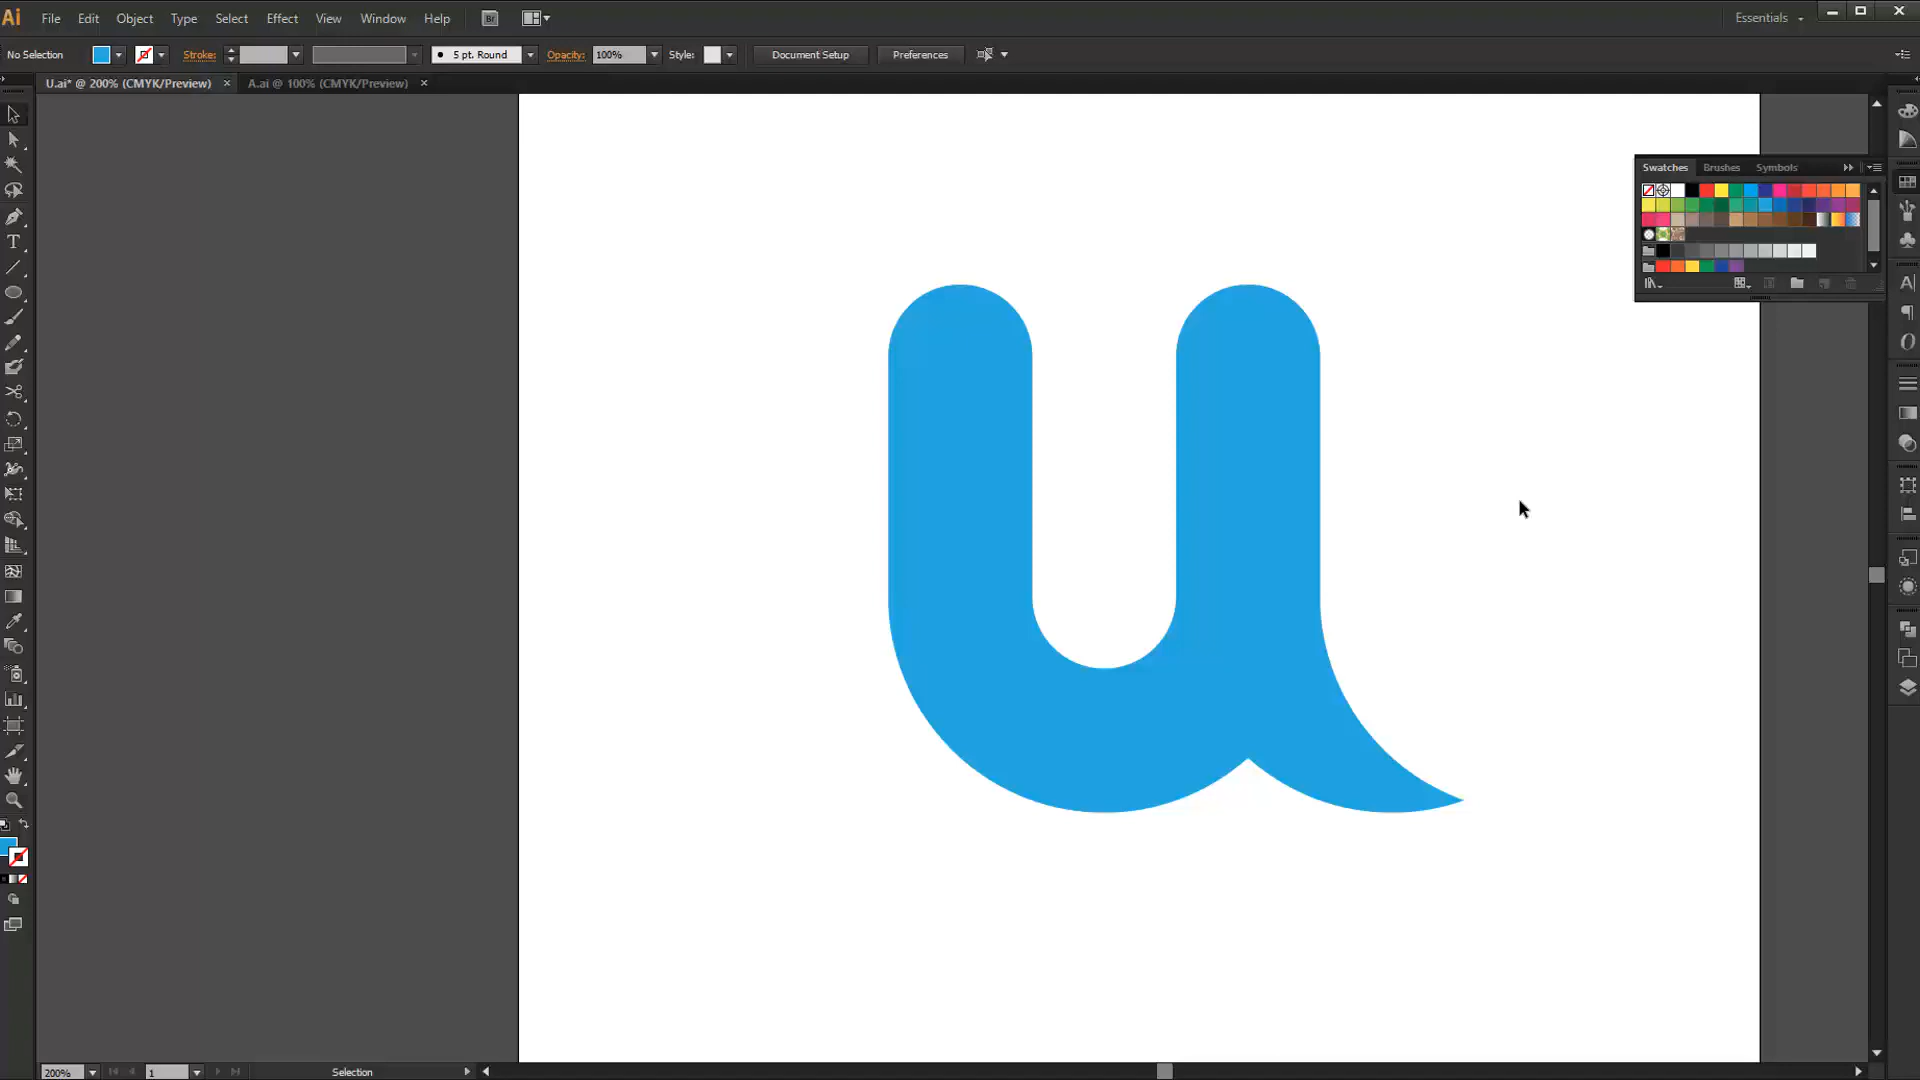 Ai File Edit Object Type Select Effect View Window Help Br Essentials
No Selection Stroke: 5 pt. Round Opacity: 100% Style: Document Setup Preferences
U.ai* @ 200% (CMYK/Preview) × A.ai @ 100% (CMYK/Preview) ×
Swatches Brushes Symbols
u
200% 1 Selection